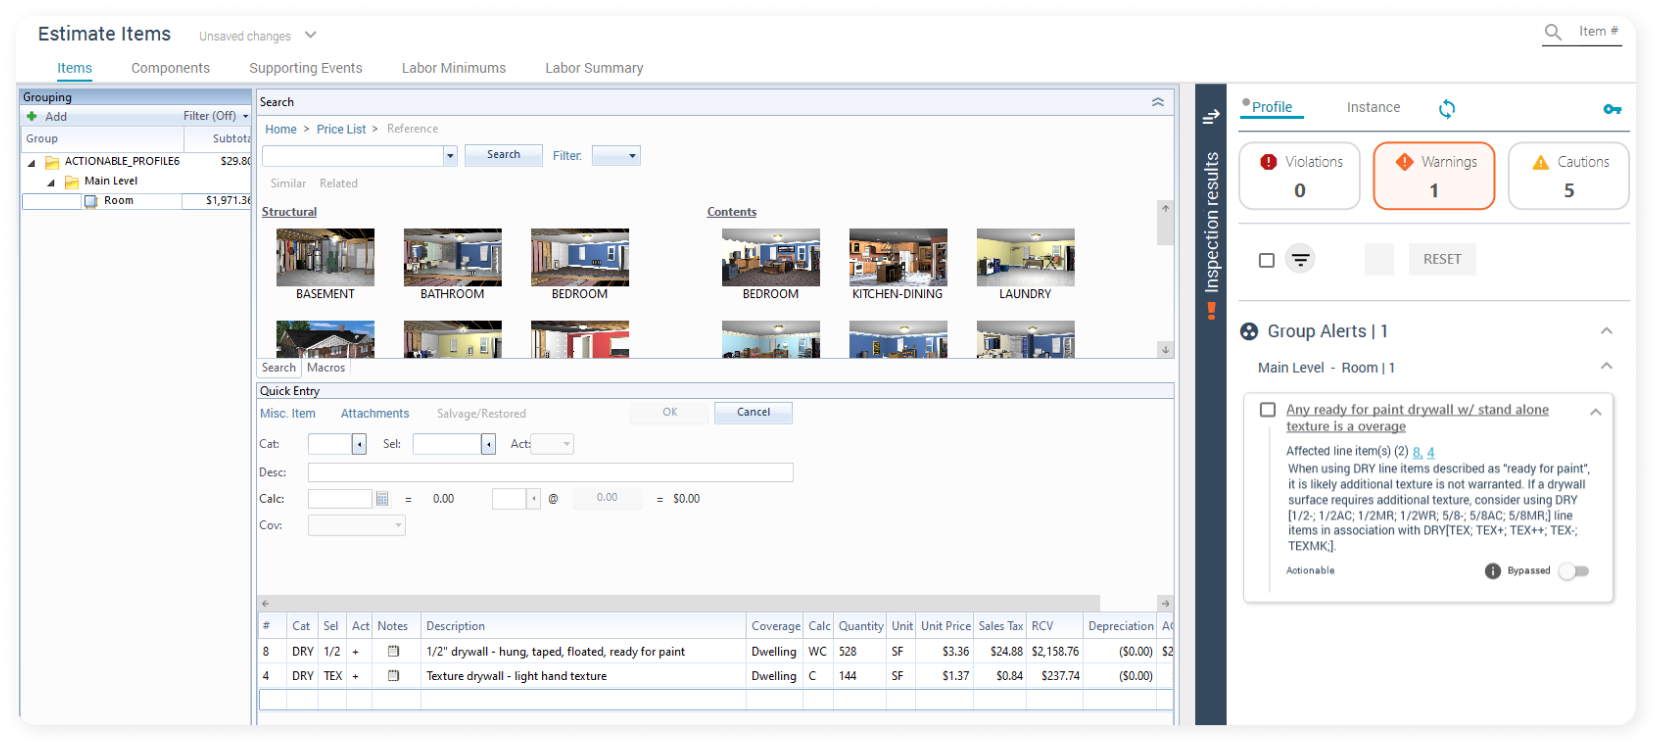 Estimate Items
Unsaved changes
Item #
Items
Components
Supporting Events
Labor Minimums
Labor Summary
Grouping
Add
Filter (Off)
Group
Subtota
ACTIONABLE_PROFILE6
$29.80
Main Level
Room
$1,971.36
Search
Home > Price List > Reference
Search
Filter:
Similar
Related
Structural
Contents
BASEMENT
BATHROOM
BEDROOM
BEDROOM
KITCHEN-DINING
LAUNDRY
Search
Macros
Quick Entry
Misc. Item
Attachments
Salvage/Restored
OK
Cancel
Cat:
Sel:
Act:
Desc:
Calc:
= 0.00
@ 0.00 = $0.00
Cov:
# Cat Sel Act Notes Description Coverage Calc Quantity Unit Unit Price Sales Tax RCV Depreciation AC
8 DRY 1/2 + 1/2" drywall - hung, taped, floated, ready for paint Dwelling WC 528 SF $3.36 $24.88 $2,158.76 ($0.00) $2
4 DRY TEX + Texture drywall - light hand texture Dwelling C 144 SF $1.37 $0.84 $237.74 ($0.00)
Inspection results
Profile
Instance
Violations
0
Warnings
1
Cautions
5
RESET
Group Alerts | 1
Main Level - Room | 1
Any ready for paint drywall w/ stand alone
texture is a overage
Affected line item(s) (2) 8, 4
When using DRY line items described as "ready for paint",
it is likely additional texture is not warranted. If a drywall
surface requires additional texture, consider using DRY
[1/2-; 1/2AC; 1/2MR; 1/2WR; 5/8-; 5/8AC; 5/8MR;] line
items in association with DRY[TEX; TEX+; TEX++; TEX-;
TEXMK;].
Actionable
Bypassed